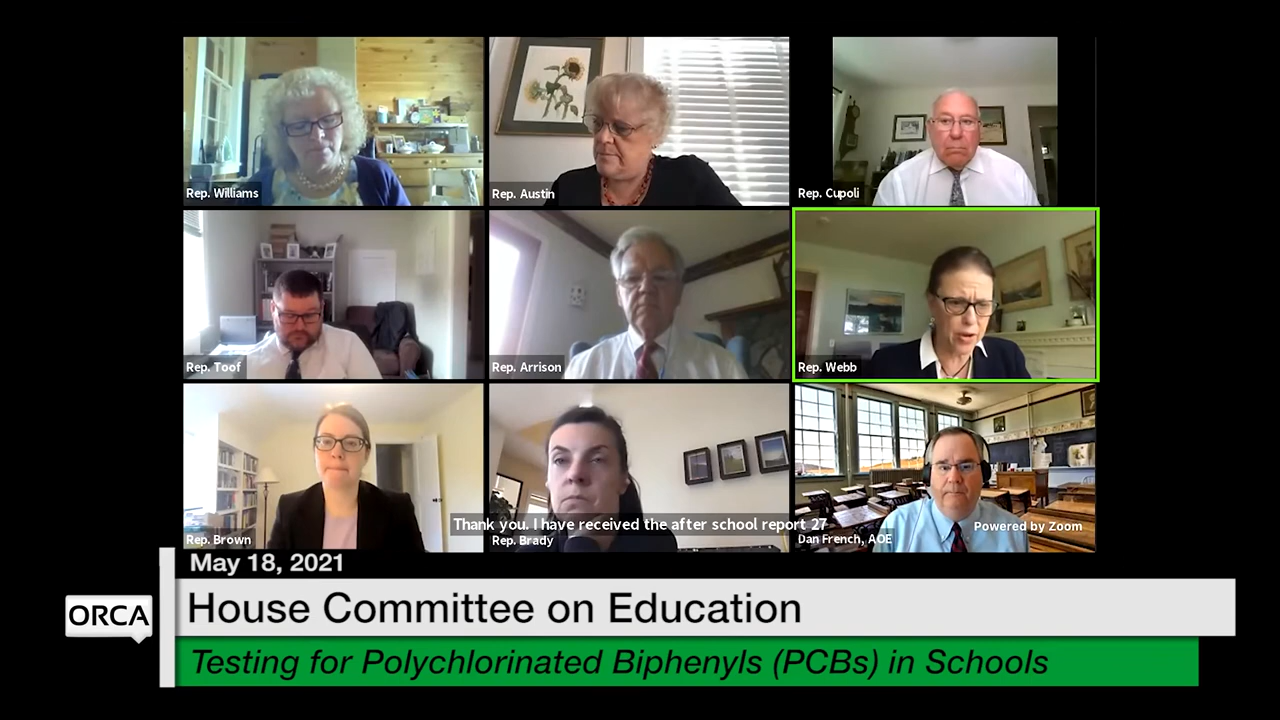 Rep. Williams
Rep. Austin
Rep. Cupoli
Rep. Toof
Rep. Arrison
Rep. Webb
Thank you. I have received the after school report 27
Powered by Zoom
Rep. Brown
Rep. Brady
Dan French, AOE
May 18, 2021
ORCA
House Committee on Education
Testing for Polychlorinated Biphenyls (PCBs) in Schools